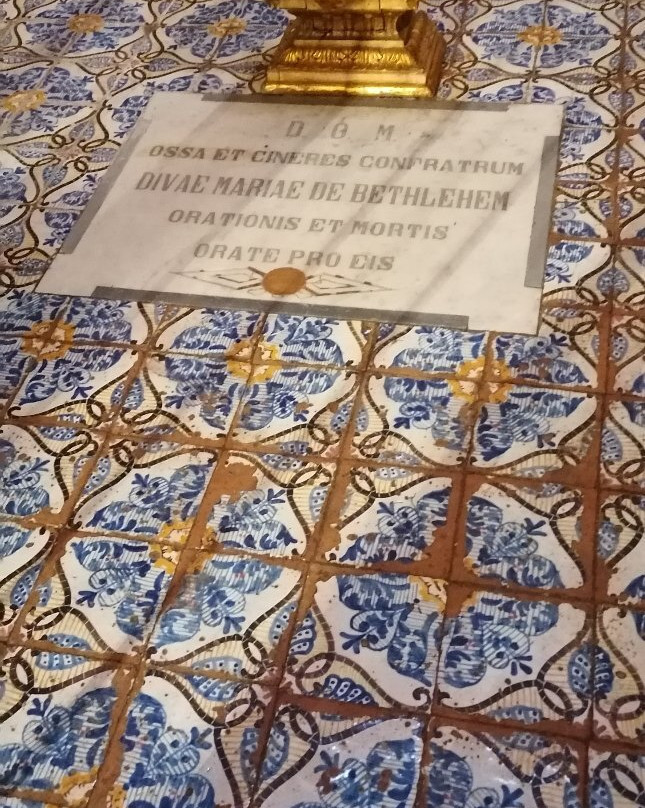 D. O. M.
OSSA ET CINERES CONFRATRUM
DIVAE MARIAE DE BETHLEHEM
ORATIONIS ET MORTIS
ORATE PRO EIS